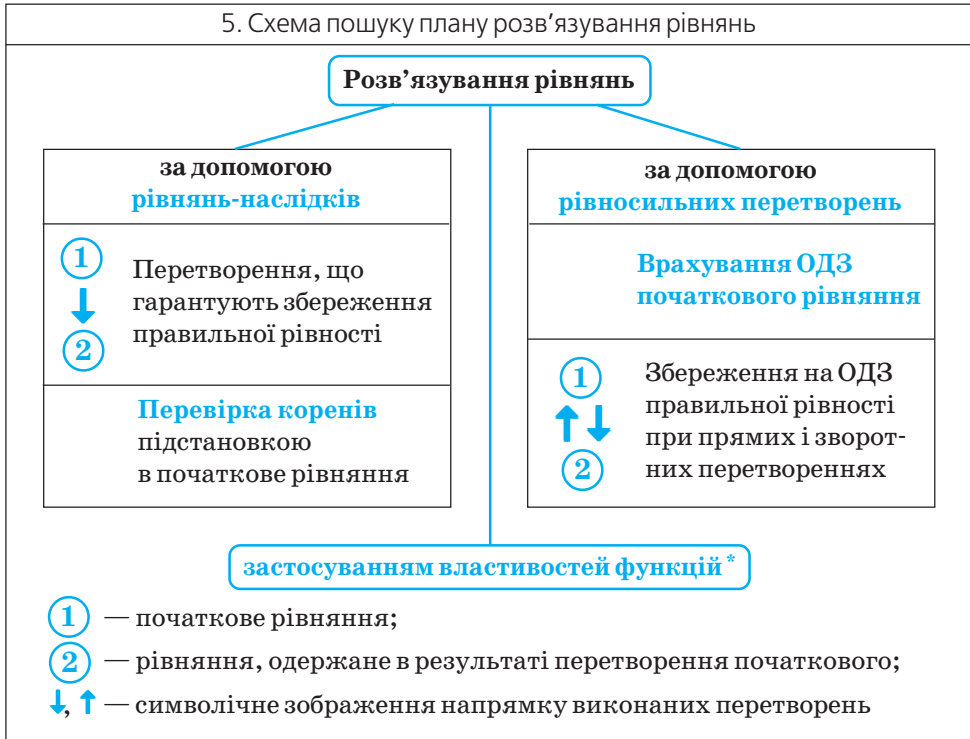 5. Схема пошуку плану розв'язування рівнянь
Розв’язування рівнянь
за допомогою
рівнянь-наслідків
1
2
Перетворення, що
гарантують збереження
правильної рівності
Перевірка коренів
підстановкою
в початкове рівняння
за допомогою
рівносильних перетворень
Врахування ОДЗ
початкового рівняння
1
2
Збереження на ОДЗ
правильної рівності
при прямих і зворот-
них перетвореннях
застосуванням властивостей функцій*
1 — початкове рівняння;
2 — рівняння, одержане в результаті перетворення початкового;
↓, ↑ — символічне зображення напрямку виконаних перетворень